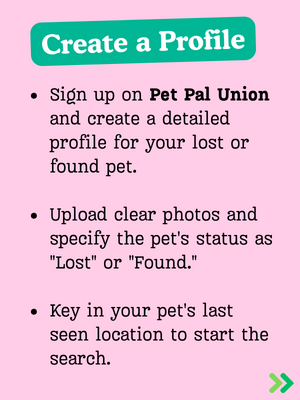 Create a Profile
• Sign up on Pet Pal Union
and create a detailed
profile for your lost or
found pet.
• Upload clear photos and
specify the pet's status as
"Lost" or "Found."
• Key in your pet's last
seen location to start the
search.